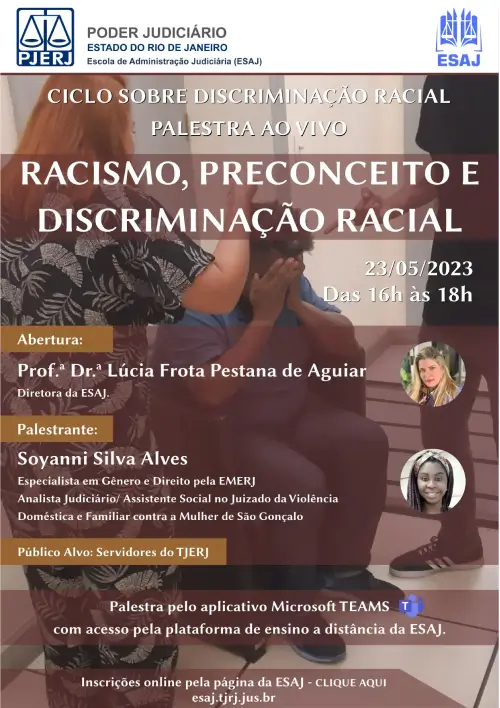 PJERJ
PODER JUDICIÁRIO
ESTADO DO RIO DE JANEIRO
Escola de Administração Judiciária (ESAJ)
ESAJ
CICLO SOBRE DISCRIMINAÇÃO RACIAL
PALESTRA AO VIVO
RACISMO, PRECONCEITO E
DISCRIMINAÇÃO RACIAL
23/05/2023
Das 16h às 18h
Abertura:
Prof.ª Dr.ª Lúcia Frota Pestana de Aguiar
Diretora da ESAJ.
Palestrante:
Soyanni Silva Alves
Especialista em Gênero e Direito pela EMERJ
Analista Judiciário/ Assistente Social no Juizado da Violência
Doméstica e Familiar contra a Mulher de São Gonçalo
Público Alvo: Servidores do TJERJ
Palestra pelo aplicativo Microsoft TEAMS T
com acesso pela plataforma de ensino a distância da ESAJ.
Inscrições online pela página da ESAJ - CLIQUE AQUI
esaj.tjrj.jus.br